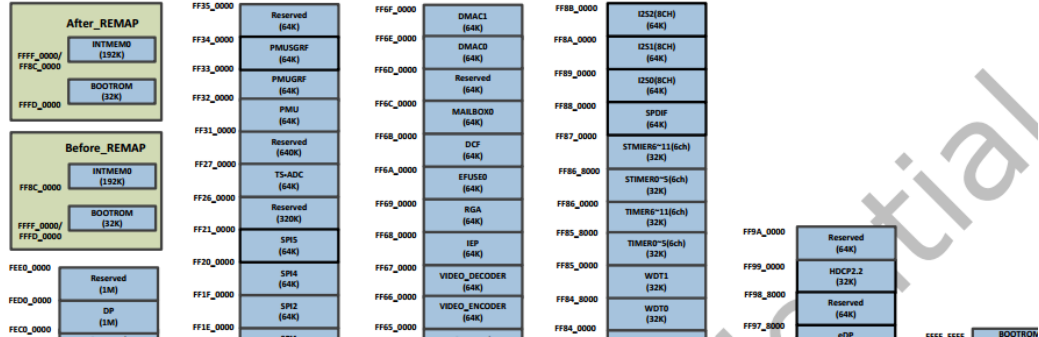 After_REMAP
INTMEM0
(192K)
FFFF_0000/
FF8C_0000
BOOTROM
(32K)
FFFD_0000
Before_REMAP
INTMEM0
(192K)
FF8C_0000
BOOTROM
(32K)
FFFF_0000/
FFFD_0000
FEE0_0000
Reserved
(1M)
FED0_0000
DP
(1M)
FEC0_0000
FF35_0000
Reserved
(64K)
FF34_0000
PMUSGRF
(64K)
FF33_0000
PMUGRF
(64K)
FF32_0000
PMU
(64K)
FF31_0000
Reserved
(640K)
FF27_0000
TS-ADC
(64K)
FF26_0000
Reserved
(320K)
FF21_0000
SPI5
(64K)
FF20_0000
SPI4
(64K)
FF1F_0000
SPI2
(64K)
FF1E_0000
FF6F_0000
DMAC1
(64K)
FF6E_0000
DMAC0
(64K)
FF6D_0000
Reserved
(64K)
FF6C_0000
MAILBOX0
(64K)
FF6B_0000
DCF
(64K)
FF6A_0000
EFUSE0
(64K)
FF69_0000
RGA
(64K)
FF68_0000
IEP
(64K)
FF67_0000
VIDEO_DECODER
(64K)
FF66_0000
VIDEO_ENCODER
(64K)
FF65_0000
FF8B_0000
I2S2(8CH)
(64K)
FF8A_0000
I2S1(8CH)
(64K)
FF89_0000
I2S0(8CH)
(64K)
FF88_0000
SPDIF
(64K)
FF87_0000
STMIER6~11(6ch)
(32K)
FF86_8000
STIMER0~5(6ch)
(32K)
FF86_0000
TIMER6~11(6ch)
(32K)
FF85_8000
TIMER0~5(6ch)
(32K)
FF85_0000
WDT1
(32K)
FF84_8000
WDT0
(32K)
FF84_0000
FF9A_0000
Reserved
(64K)
FF99_0000
HDCP2.2
(32K)
FF98_8000
Reserved
(64K)
FF97_8000
eDP
FFFF_FFFF
BOOTROM